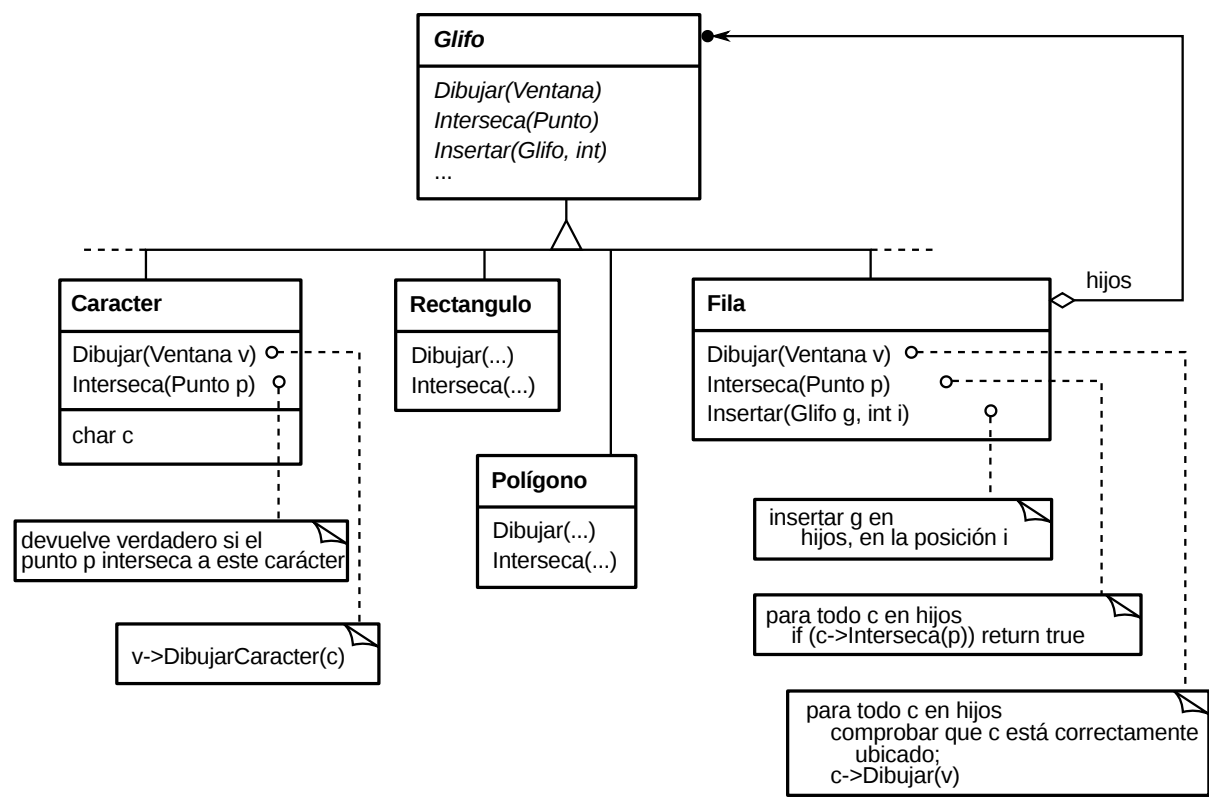 Glifo
Dibujar(Ventana)
Interseca(Punto)
Insertar(Glifo, int)
...
hijos
Caracter
Dibujar(Ventana v)
Interseca(Punto p)
char c
Rectangulo
Dibujar(...)
Interseca(...)
Fila
Dibujar(Ventana v)
Interseca(Punto p)
Insertar(Glifo g, int i)
Polígono
Dibujar(...)
Interseca(...)
devuelve verdadero si el
punto p interseca a este carácter
v->DibujarCaracter(c)
insertar g en
hijos, en la posición i
para todo c en hijos
if (c->Interseca(p)) return true
para todo c en hijos
comprobar que c está correctamente
ubicado;
c->Dibujar(v)